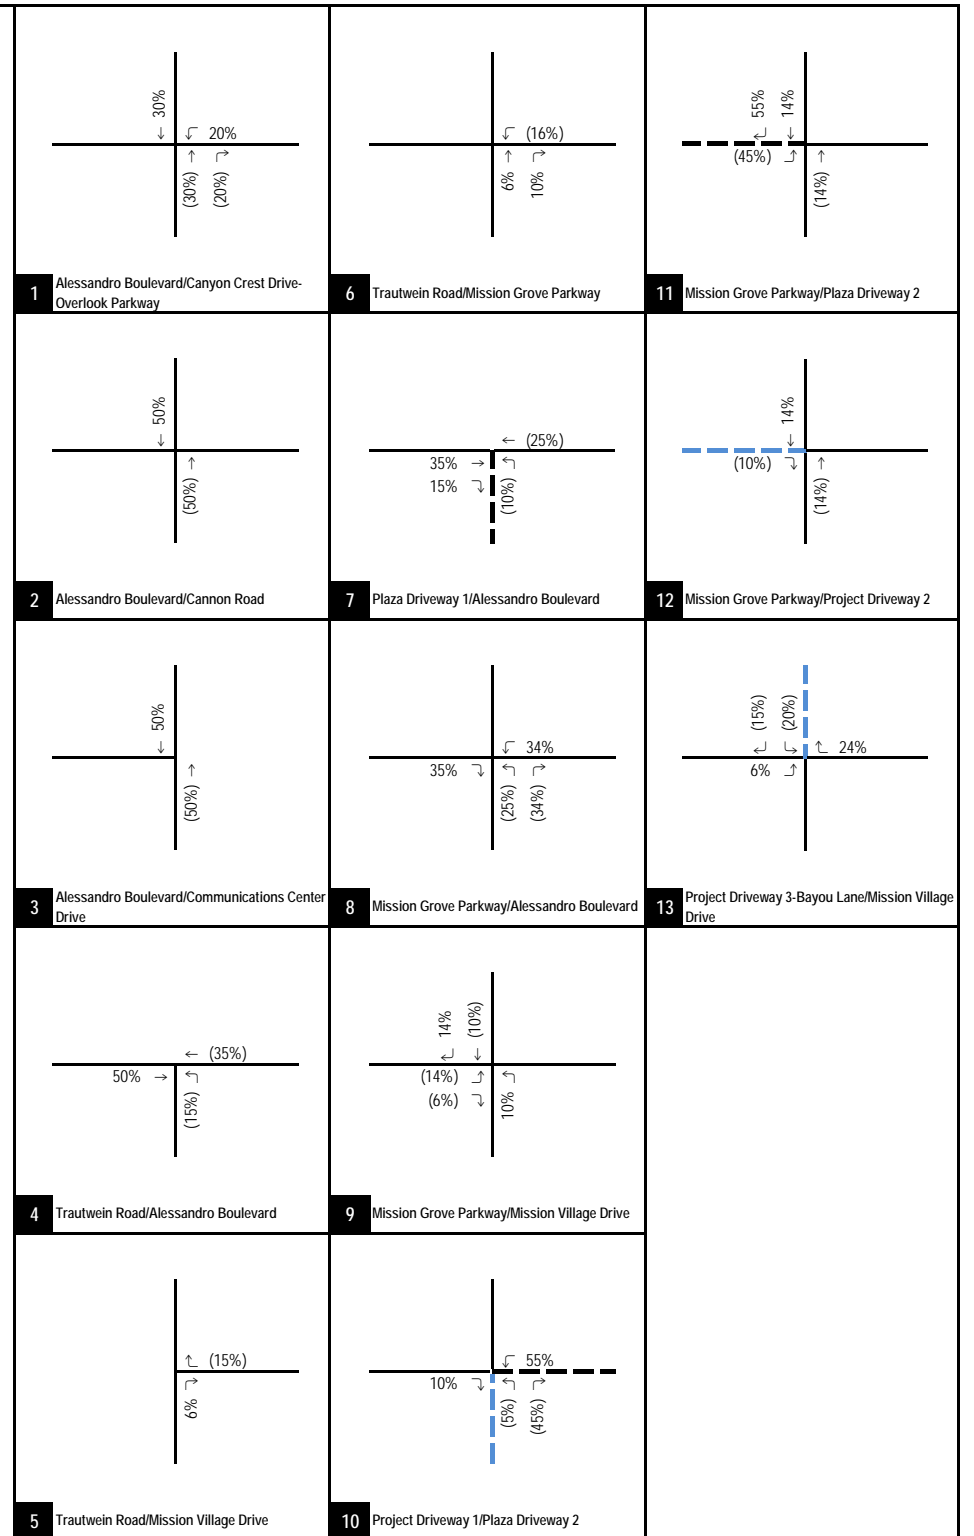 30%
20%
(30%)
(20%)
1 Alessandro Boulevard/Canyon Crest Drive-
Overlook Parkway
(16%)
6%
10%
6 Trautwein Road/Mission Grove Parkway
55%
14%
(45%)
(14%)
11 Mission Grove Parkway/Plaza Driveway 2
50%
(50%)
2 Alessandro Boulevard/Cannon Road
(25%)
35%
15%
(10%)
7 Plaza Driveway 1/Alessandro Boulevard
14%
(10%)
(14%)
12 Mission Grove Parkway/Project Driveway 2
50%
(50%)
3 Alessandro Boulevard/Communications Center
Drive
34%
35%
(25%)
(34%)
8 Mission Grove Parkway/Alessandro Boulevard
(15%)
(20%)
24%
6%
13 Project Driveway 3-Bayou Lane/Mission Village
Drive
(35%)
50%
(15%)
4 Trautwein Road/Alessandro Boulevard
14%
(10%)
(14%)
(6%)
10%
9 Mission Grove Parkway/Mission Village Drive
(15%)
6%
5 Trautwein Road/Mission Village Drive
55%
10%
(5%)
(45%)
10 Project Driveway 1/Plaza Driveway 2